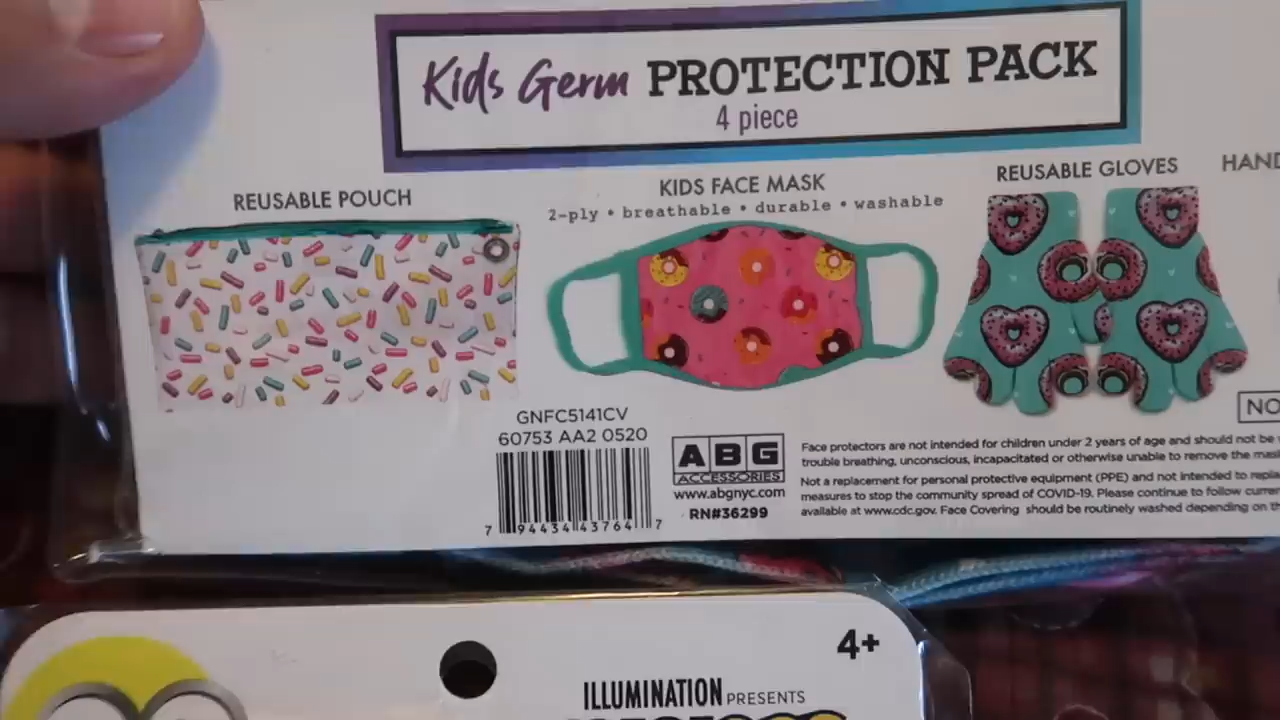 Kids Germ PROTECTION PACK
4 piece
REUSABLE POUCH
KIDS FACE MASK
2-ply • breathable • durable • washable
REUSABLE GLOVES
HAND
GNFC5141CV
60753 AA2 0520
7 94434 43764 7
ABG
ACCESSORIES
www.abgnyc.com
RN#36299
NO
Face protectors are not intended for children under 2 years of age and should not be
trouble breathing, unconscious, incapacitated or otherwise unable to remove the mas
Not a replacement for personal protective equipment (PPE) and not intended to repla
measures to stop the community spread of COVID-19. Please continue to follow curre
available at www.cdc.gov. Face Covering should be routinely washed depending on th
4+
ILLUMINATION PRESENTS